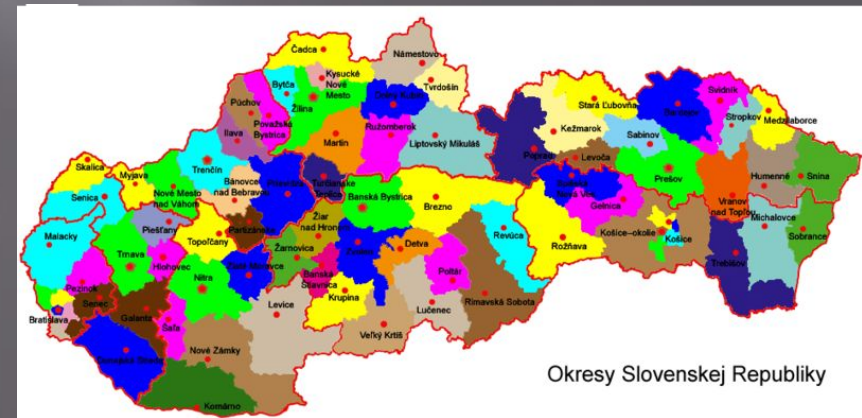 Čadca
Námestovo
Kysucké
Nové
Mesto
Tvrdošín
Bytča
Žilina
Dolný Kubín
Púchov
Považská
Bystrica
Ilava
Martin
Ružomberok
Liptovský Mikuláš
Poprad
Kežmarok
Stará Ľubovňa
Bardejov
Svidník
Stropkov
Medzilaborce
Sabinov
Levoča
Prešov
Humenné
Snina
Skalica
Myjava
Trenčín
Nové Mesto
nad Váhom
Bánovce
nad Bebravou
Prievidza
Turčianske
Teplice
Banská Bystrica
Brezno
Spišská
Nová Ves
Gelnica
Vranov
nad Topľou
Michalovce
Sobrance
Senica
Piešťany
Topoľčany
Partizánske
Žiar
nad Hronom
Žarnovica
Zvolen
Detva
Revúca
Rožňava
Košice-okolie
Košice
Trebišov
Malacky
Trnava
Hlohovec
Nitra
Zlaté Moravce
Banská
Štiavnica
Krupina
Poltár
Rimavská Sobota
Pezinok
Senec
Bratislava
Galanta
Šaľa
Levice
Lučenec
Veľký Krtíš
Dunajská Streda
Nové Zámky
Komárno
Okresy Slovenskej Republiky